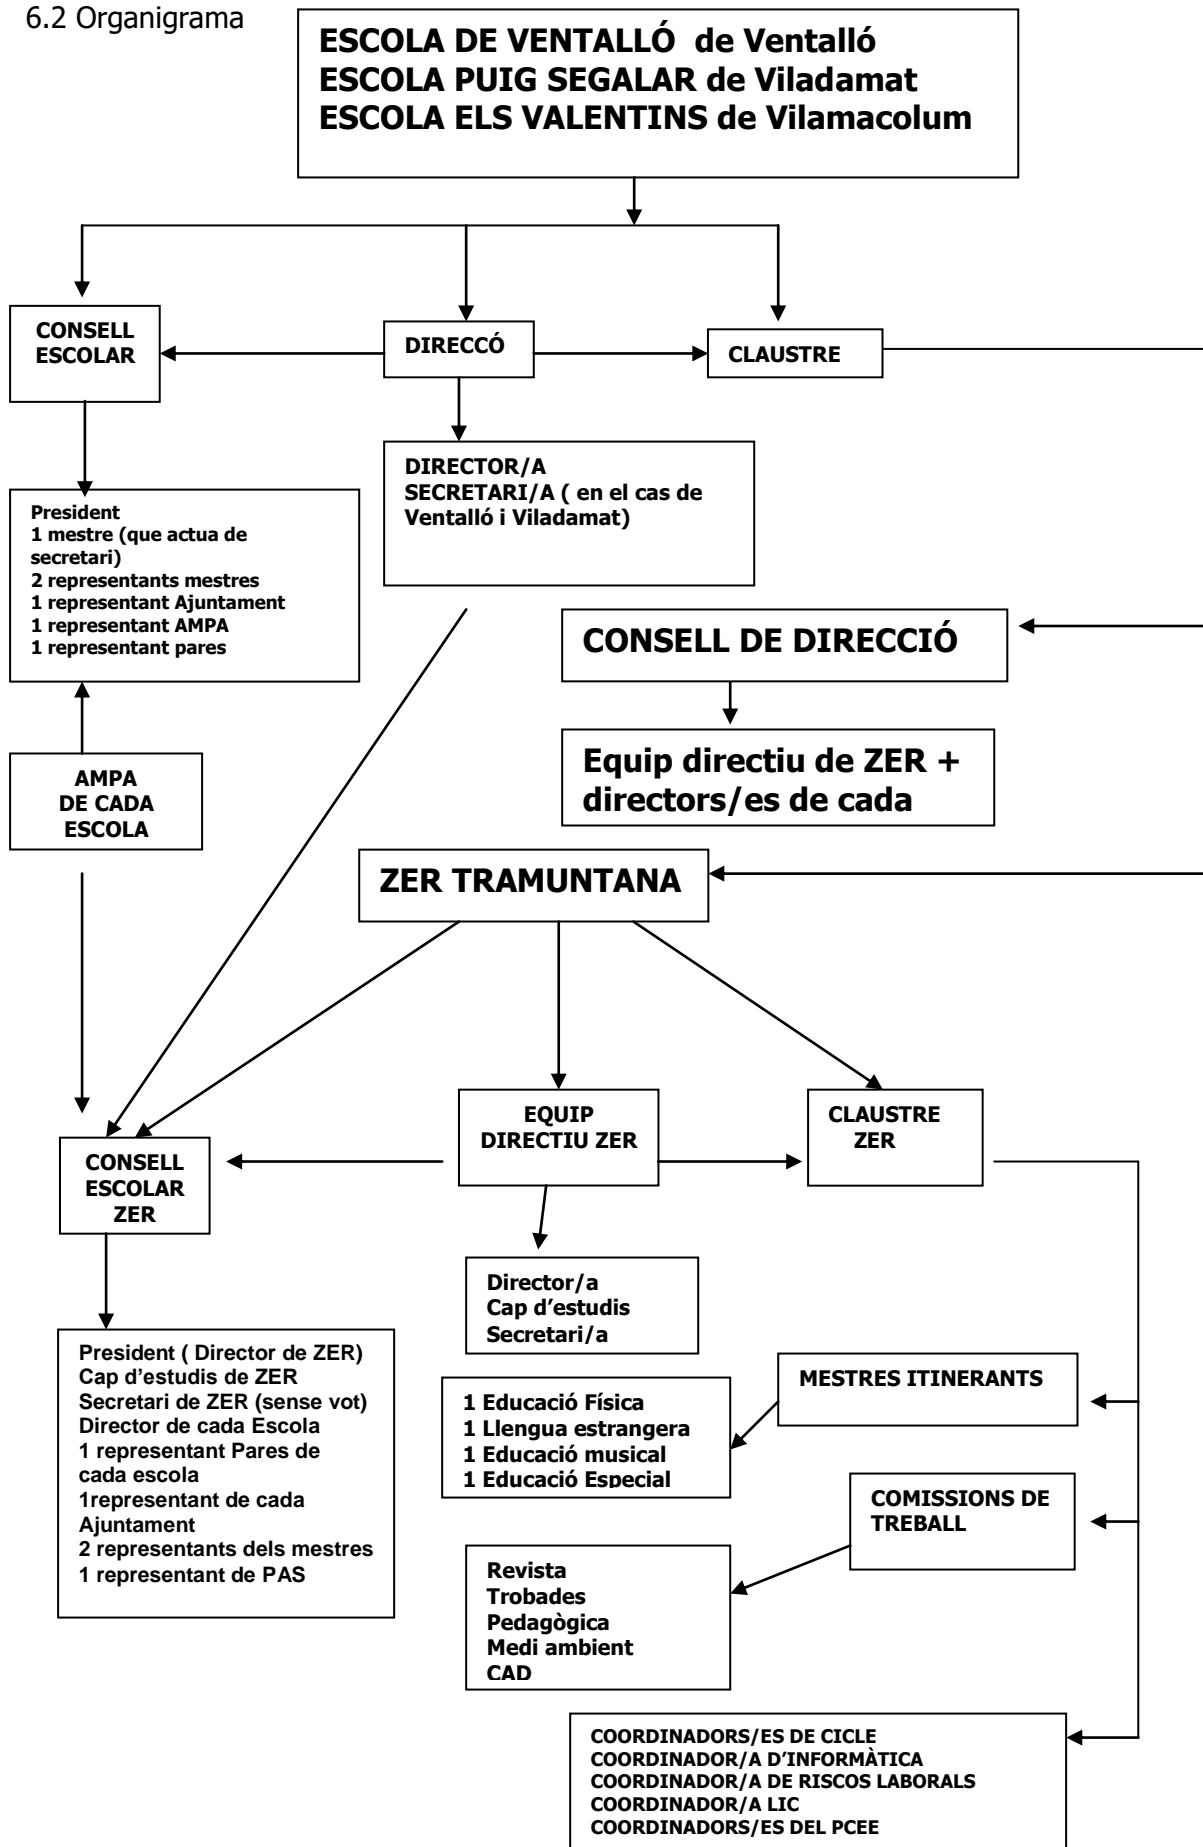 6.2 Organigrama
ESCOLA DE VENTALLÓ de Ventalló
ESCOLA PUIG SEGALAR de Viladamat
ESCOLA ELS VALENTINS de Vilamacolum
CONSELL
ESCOLAR
DIRECCÓ
CLAUSTRE
DIRECTOR/A
SECRETARI/A ( en el cas de
Ventalló i Viladamat)
President
1 mestre (que actua de
secretari)
2 representants mestres
1 representant Ajuntament
1 representant AMPA
1 representant pares
CONSELL DE DIRECCIÓ
Equip directiu de ZER +
directors/es de cada
AMPA
DE CADA
ESCOLA
ZER TRAMUNTANA
EQUIP
DIRECTIU ZER
CLAUSTRE
ZER
CONSELL
ESCOLAR
ZER
Director/a
Cap d’estudis
Secretari/a
President ( Director de ZER)
Cap d’estudis de ZER
Secretari de ZER (sense vot)
Director de cada Escola
1 representant Pares de
cada escola
1representant de cada
Ajuntament
2 representants dels mestres
1 representant de PAS
MESTRES ITINERANTS
1 Educació Física
1 Llengua estrangera
1 Educació musical
1 Educació Especial
COMISSIONS DE
TREBALL
Revista
Trobades
Pedagògica
Medi ambient
CAD
COORDINADORS/ES DE CICLE
COORDINADOR/A D’INFORMÀTICA
COORDINADOR/A DE RISCOS LABORALS
COORDINADOR/A LIC
COORDINADORS/ES DEL PCEE